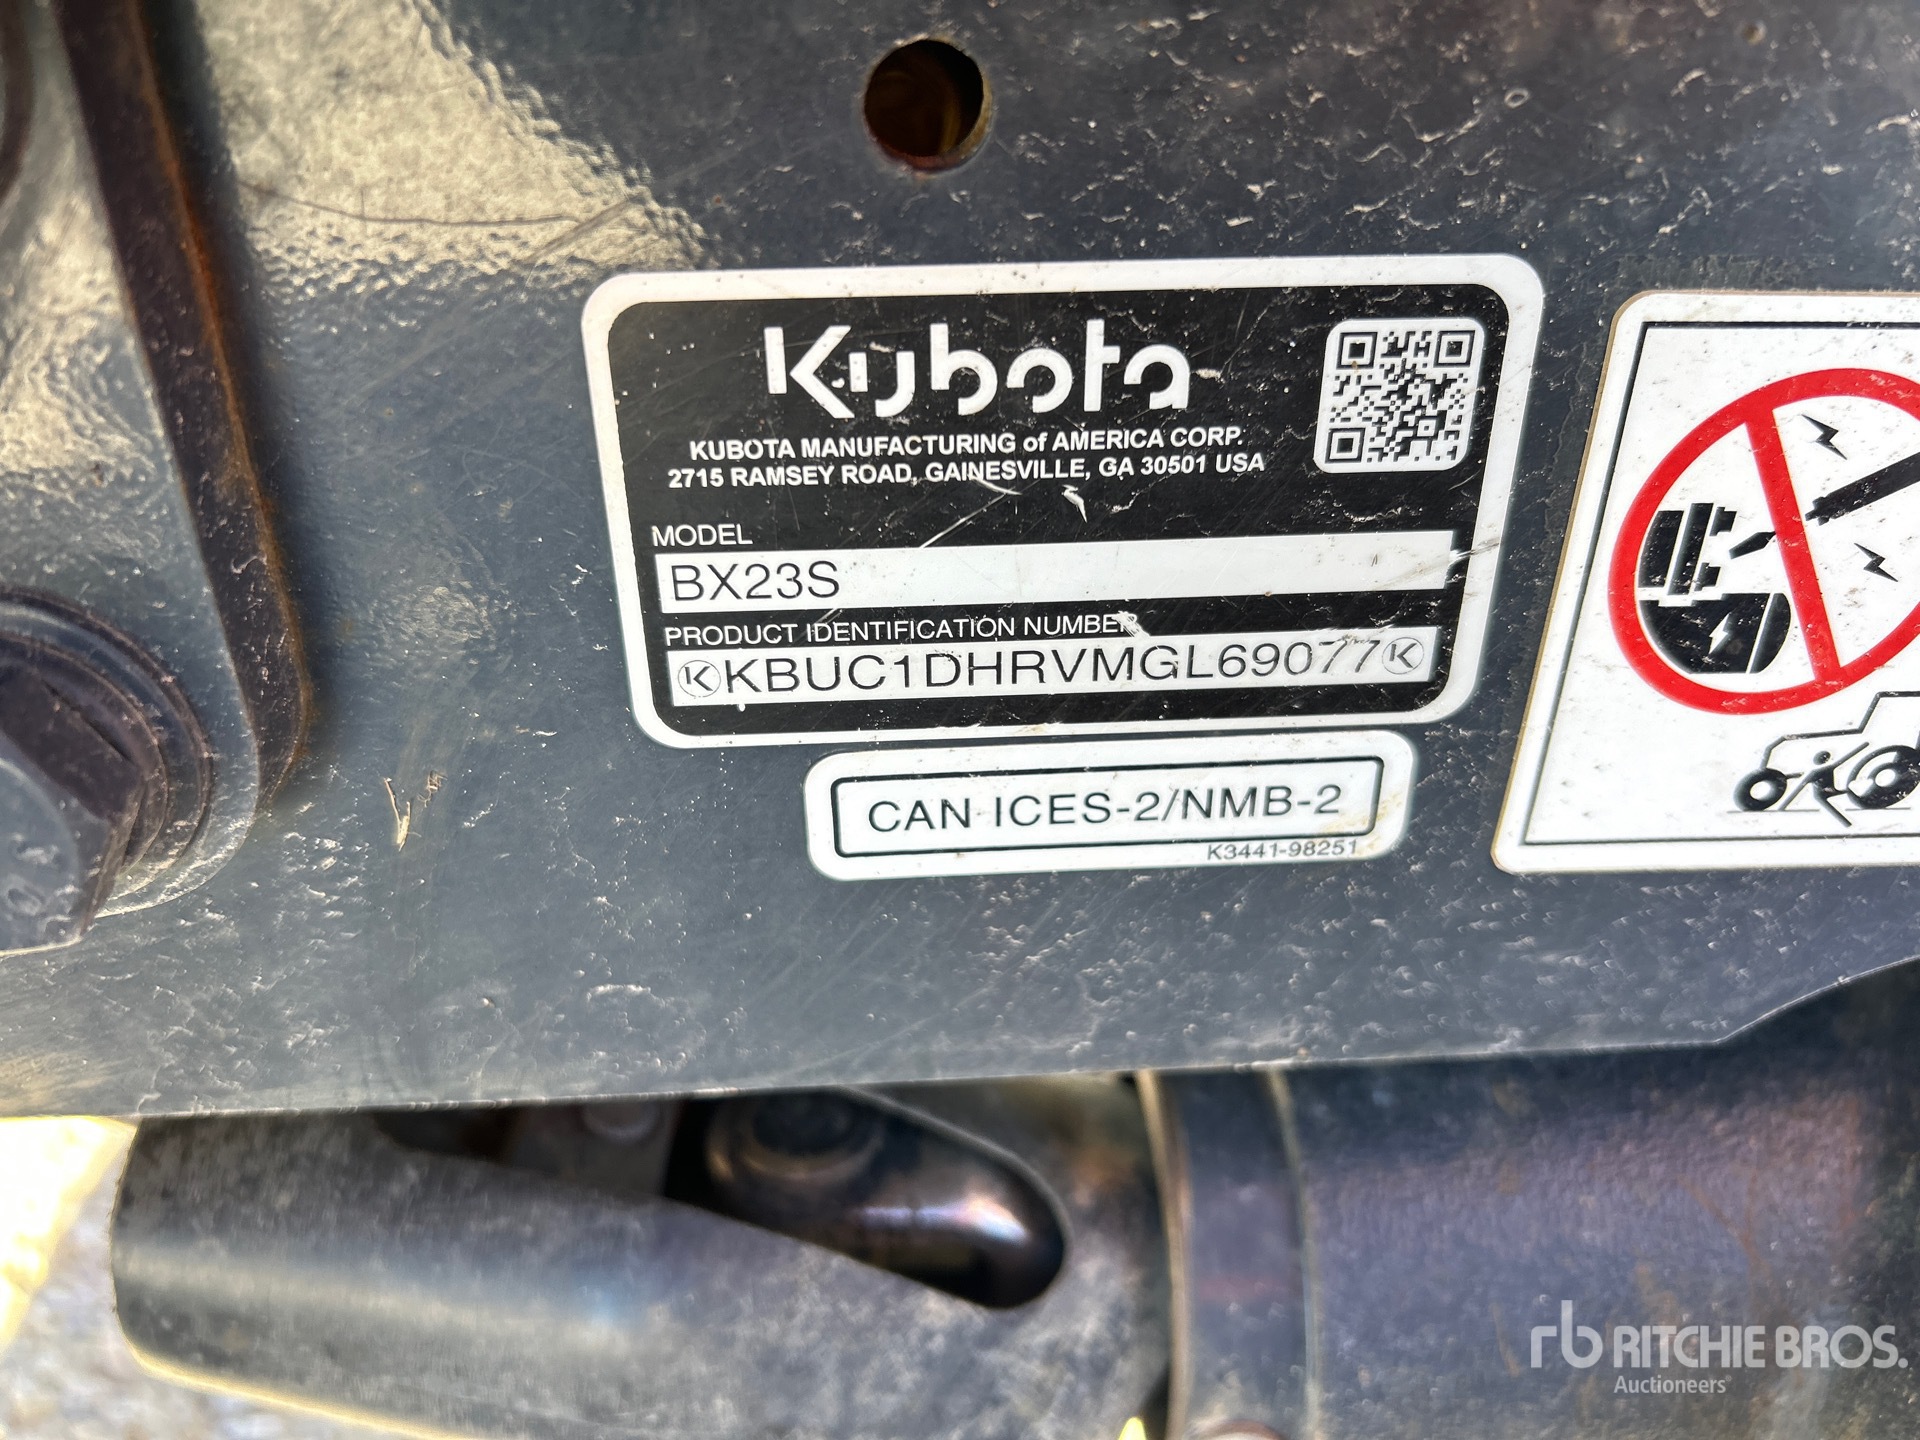 Kubota
KUBOTA MANUFACTURING of AMERICA CORP.
2715 RAMSEY ROAD, GAINESVILLE, GA 30501 USA
MODEL
BX23S
PRODUCT IDENTIFICATION NUMBER
KBUC1DHRVMGL69077
CAN ICES-2/NMB-2
K3441-98251
rb RITCHIE BROS.
Auctioneers